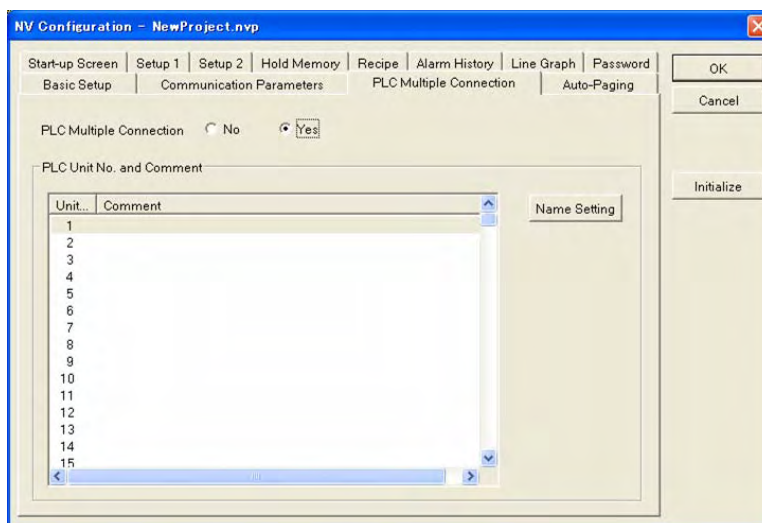 NV Configuration - NewProject.nvp
Start-up Screen Setup 1 Setup 2 Hold Memory Recipe Alarm History Line Graph Password
Basic Setup Communication Parameters PLC Multiple Connection Auto-Paging
OK
Cancel
Initialize
PLC Multiple Connection No Yes
PLC Unit No. and Comment
Unit... Comment
Name Setting
1
2
3
4
5
6
7
8
9
10
11
12
13
14
15